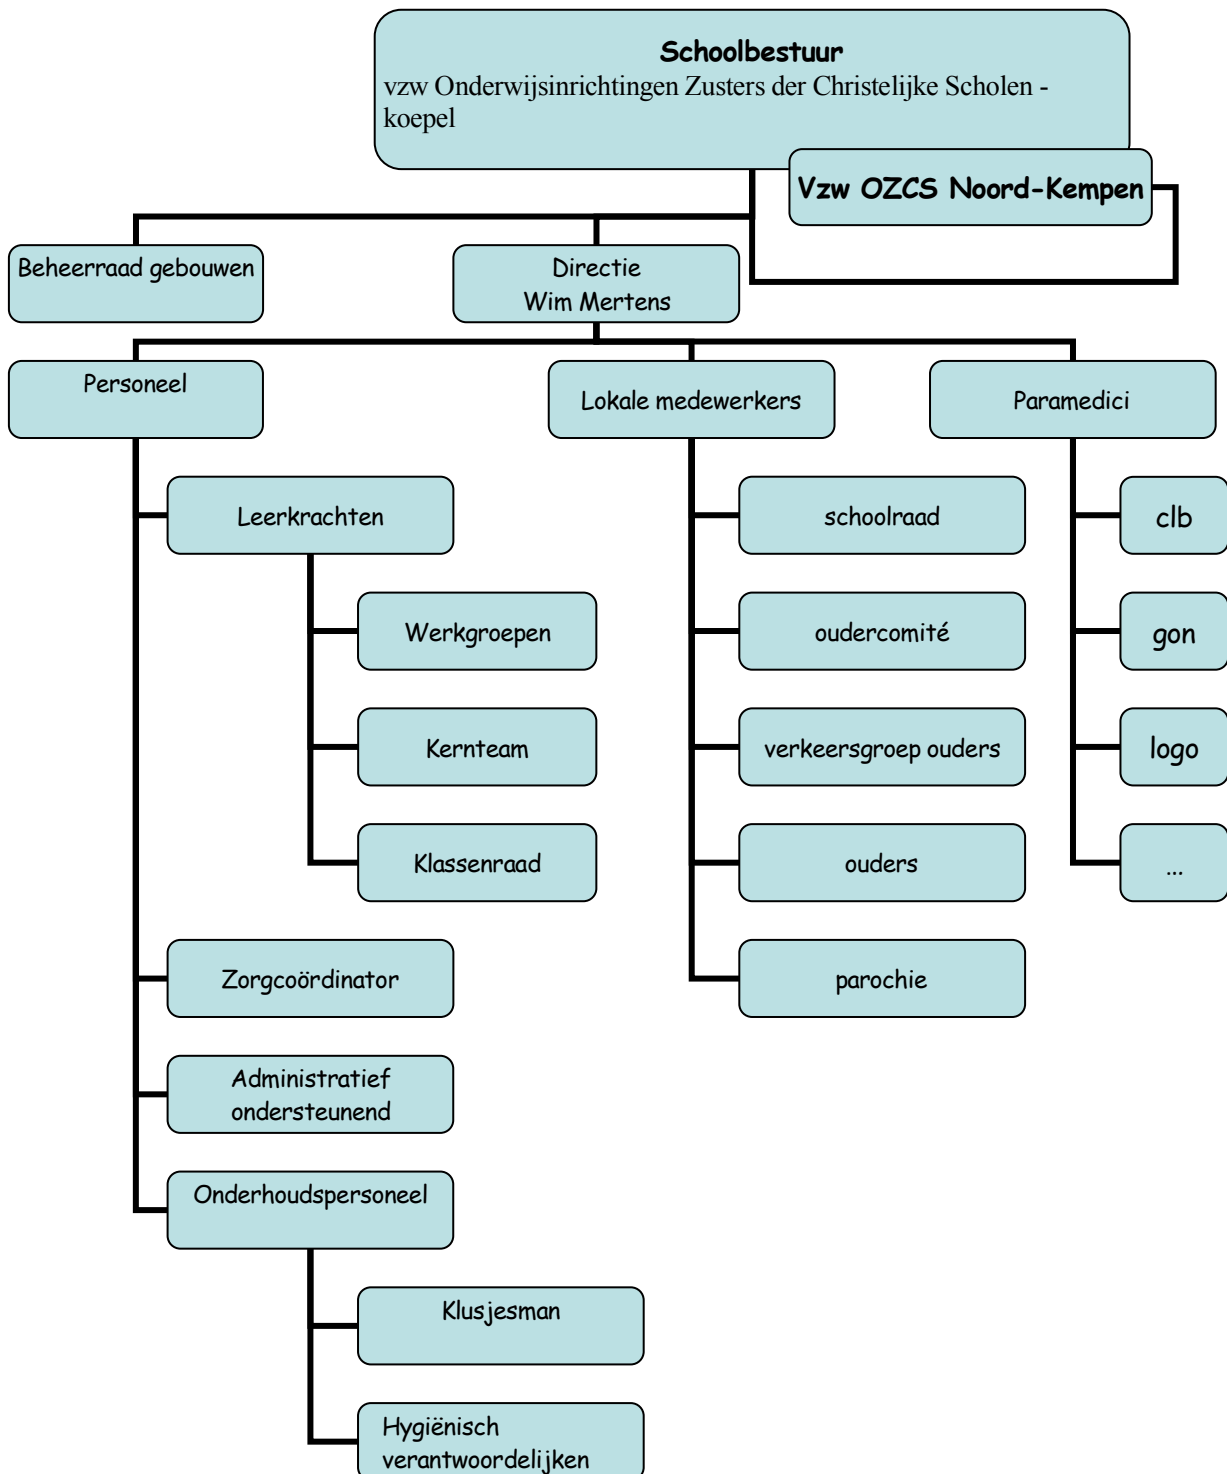 Schoolbestuur
vzw Onderwijsinrichtingen Zusters der Christelijke Scholen -
koepel
Vzw OZCS Noord-Kempen
Beheerraad gebouwen
Directie
Wim Mertens
Personeel
Lokale medewerkers
Paramedici
Leerkrachten
schoolraad
clb
Werkgroepen
oudercomité
gon
Kernteam
verkeersgroep ouders
logo
Klassenraad
ouders
...
Zorgcoördinator
parochie
Administratief
ondersteunend
Onderhoudspersoneel
Klusjesman
Hygiënisch
verantwoordelijken